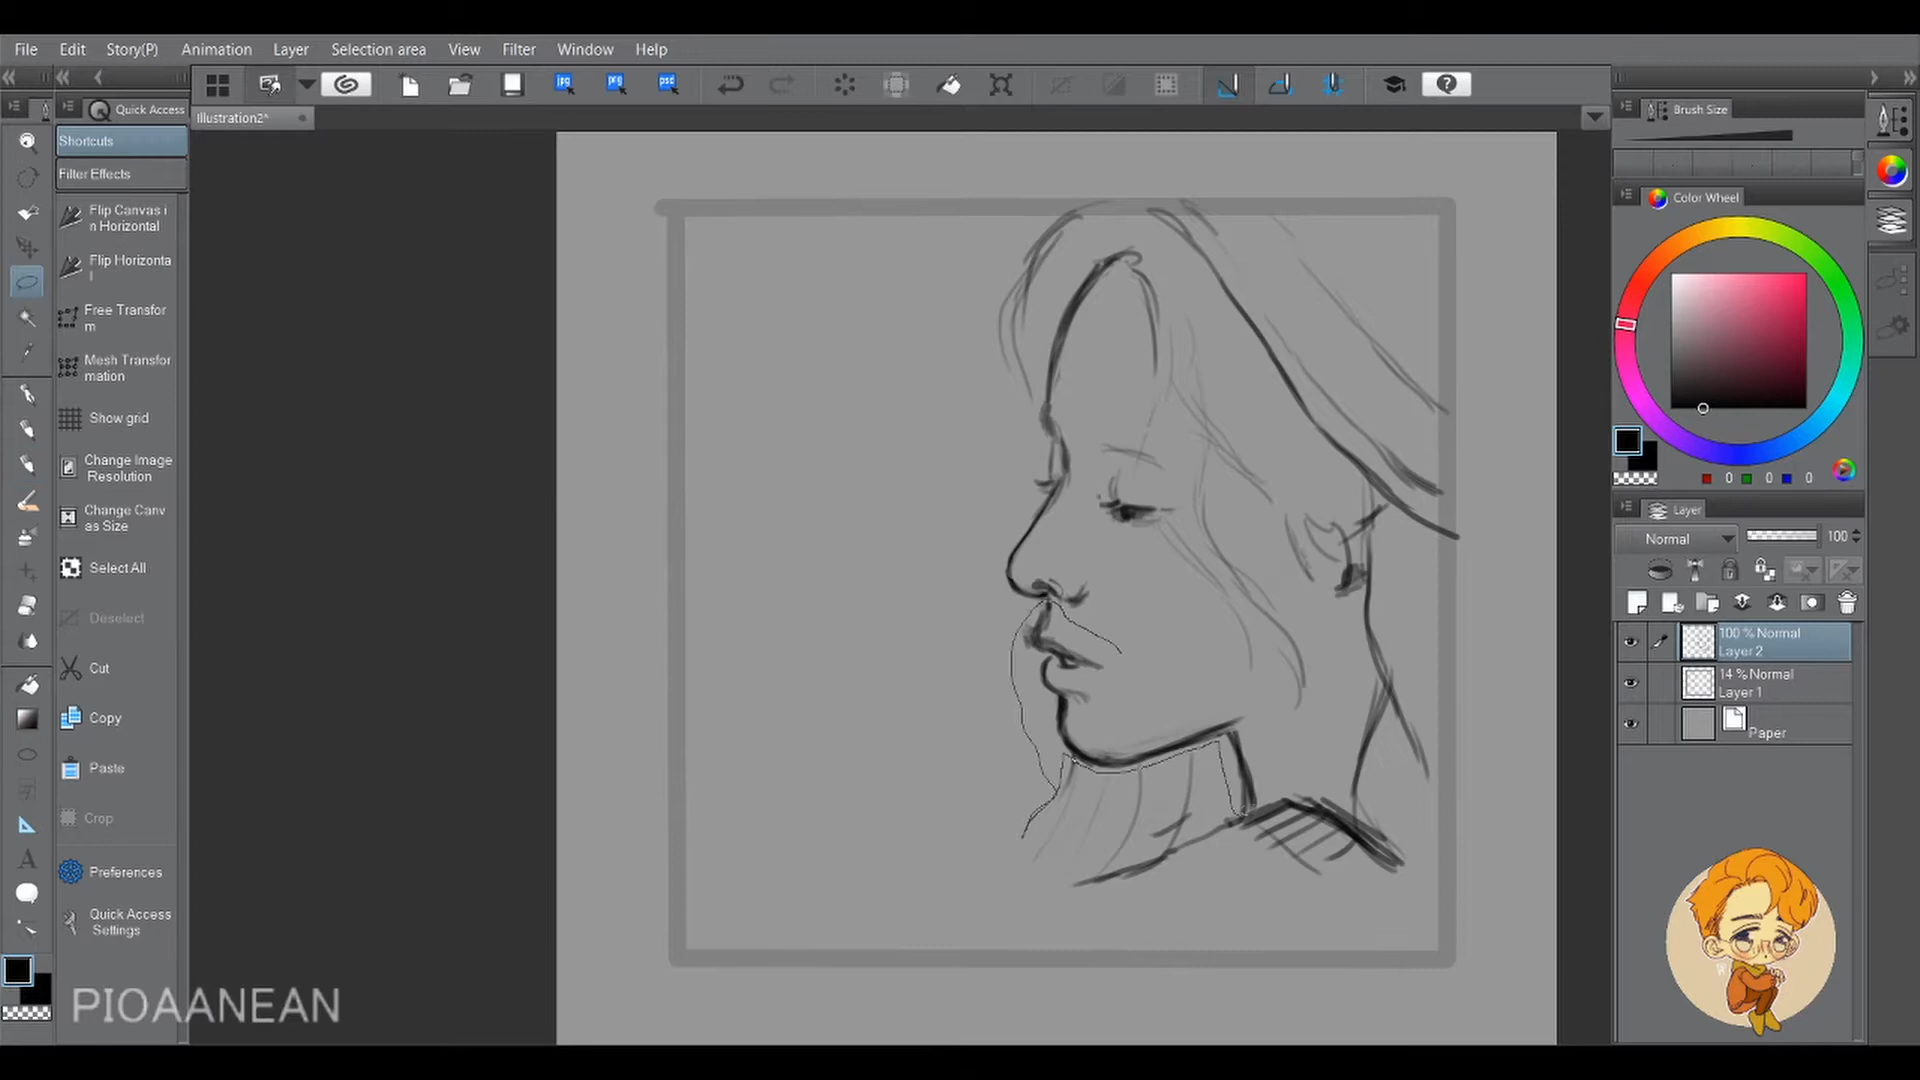 File Edit Story(P) Animation Layer Selection area View Filter Window Help
Quick Access
Illustration2*
Shortcuts
Filter Effects
Flip Canvas i
n Horizontal
Flip Horizonta
l
Free Transfor
m
Mesh Transfor
mation
Show grid
Change Image
Resolution
Change Canv
as Size
Select All
Deselect
Cut
Copy
Paste
Crop
Preferences
Quick Access
Settings
PIOAANEAN
jpg
png
psd
Brush Size
Color Wheel
0 0 0
Layer
Normal 100
100 % Normal
Layer 2
14 % Normal
Layer 1
Paper